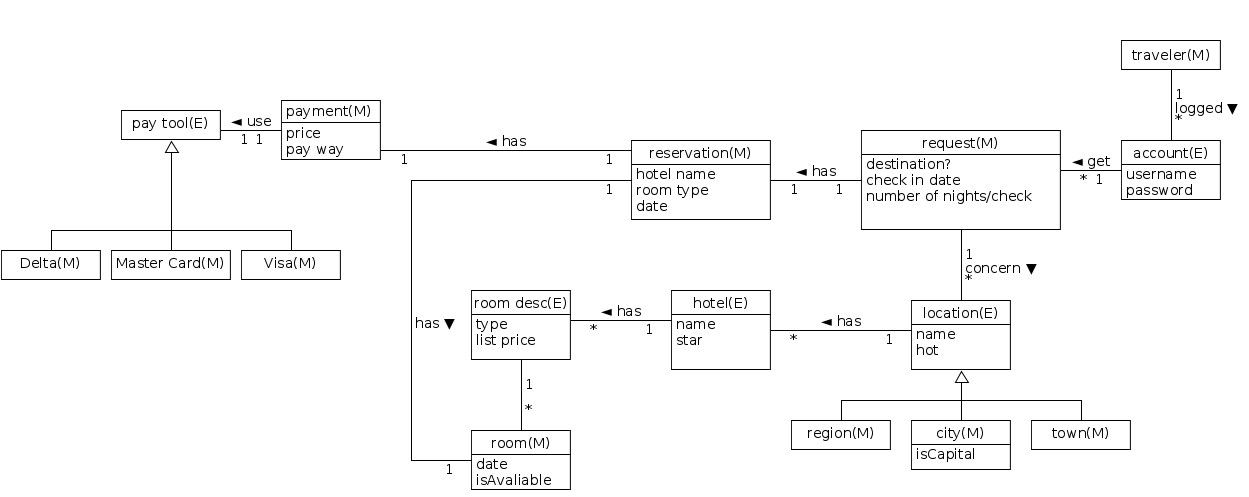 traveler(M)
1
logged ▼
*
pay tool(E)
◄ use
1 1
payment(M)
price
pay way
◄ has
1
1
reservation(M)
hotel name
room type
date
1
◄ has
1
1
request(M)
destination?
check in date
number of nights/check
◄ get
* 1
account(E)
username
password
Delta(M)
Master Card(M)
Visa(M)
1
concern ▼
*
has ▼
room desc(E)
type
list price
◄ has
*
1
hotel(E)
name
star
◄ has
*
1
location(E)
name
hot
1
*
region(M)
city(M)
isCapital
town(M)
room(M)
date
isAvaliable
1